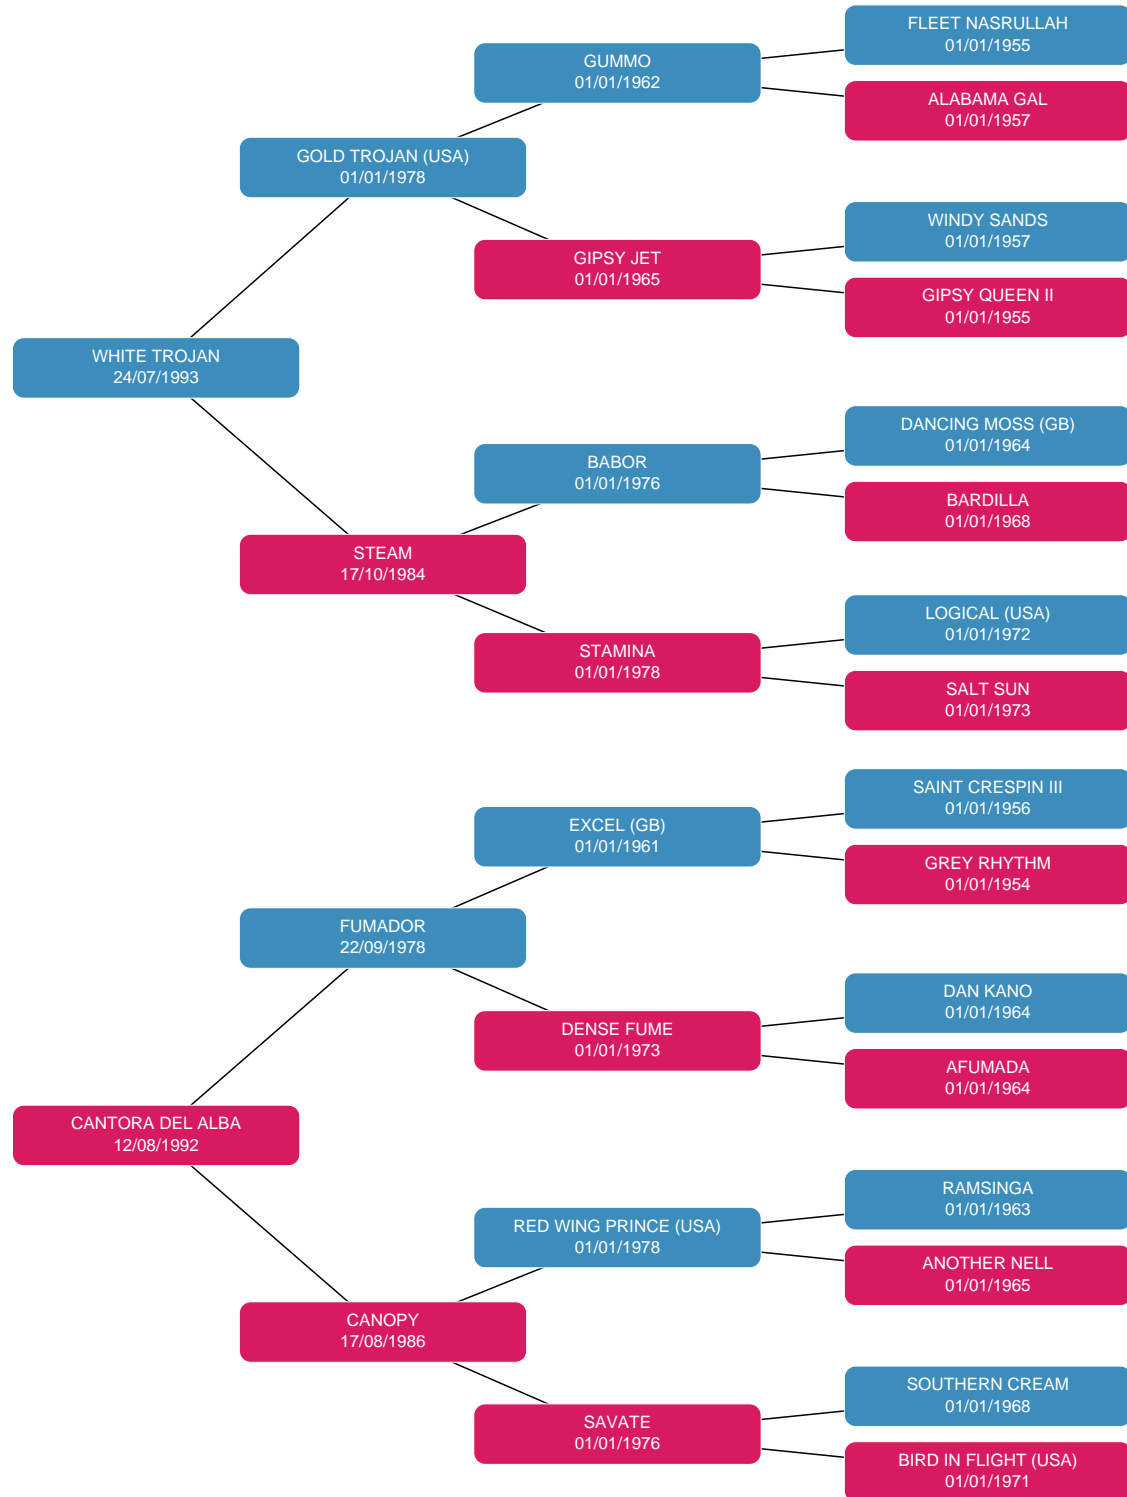 FLEET NASRULLAH
01/01/1955
GUMMO
01/01/1962
ALABAMA GAL
01/01/1957
GOLD TROJAN (USA)
01/01/1978
WINDY SANDS
01/01/1957
GIPSY JET
01/01/1965
GIPSY QUEEN II
01/01/1955
WHITE TROJAN
24/07/1993
DANCING MOSS (GB)
01/01/1964
BABOR
01/01/1976
BARDILLA
01/01/1968
STEAM
17/10/1984
LOGICAL (USA)
01/01/1972
STAMINA
01/01/1978
SALT SUN
01/01/1973
SAINT CRESPIN III
01/01/1956
EXCEL (GB)
01/01/1961
GREY RHYTHM
01/01/1954
FUMADOR
22/09/1978
DAN KANO
01/01/1964
DENSE FUME
01/01/1973
AFUMADA
01/01/1964
CANTORA DEL ALBA
12/08/1992
RAMSINGA
01/01/1963
RED WING PRINCE (USA)
01/01/1978
ANOTHER NELL
01/01/1965
CANOPY
17/08/1986
SOUTHERN CREAM
01/01/1968
SAVATE
01/01/1976
BIRD IN FLIGHT (USA)
01/01/1971